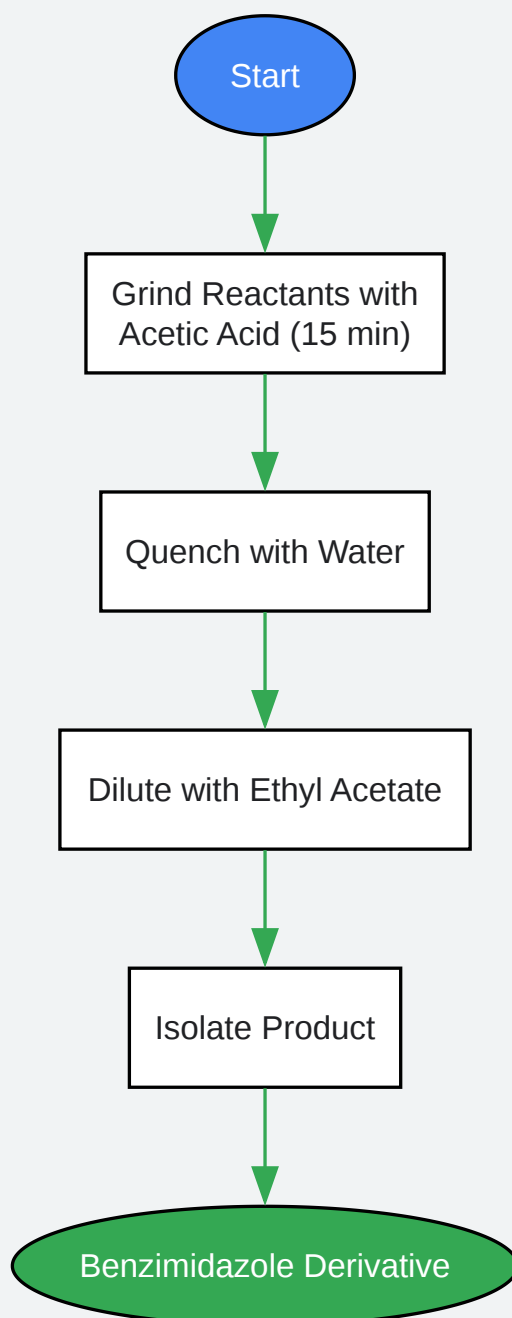 Start
Grind Reactants with
Acetic Acid (15 min)
Quench with Water
Dilute with Ethyl Acetate
Isolate Product
Benzimidazole Derivative